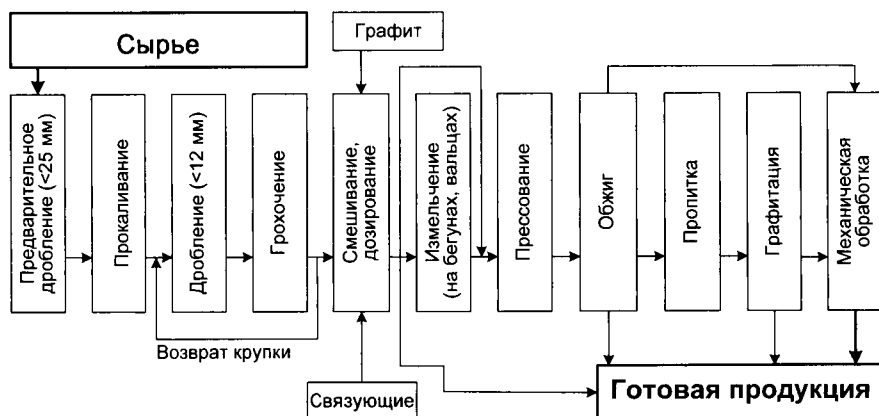 Сырье
Графит
Предварительное
дробление (<25 мм)
Прокаливание
Дробление (<12 мм)
Грохочение
Смешивание,
дозирование
Измельчение
(на бегунах, вальцах)
Прессование
Обжиг
Пропитка
Графитация
Механическая
обработка
Возврат крупки
Связующие
Готовая продукция